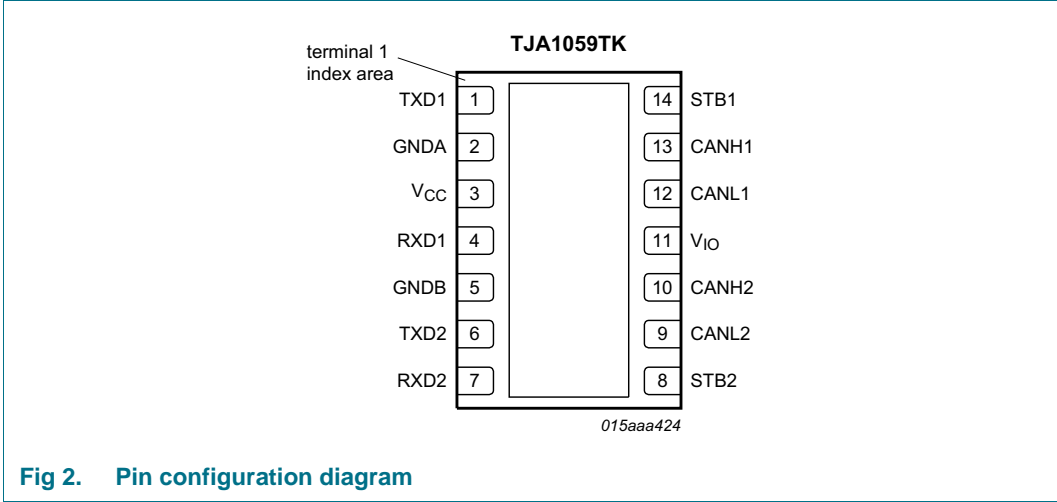 TJA1059TK
terminal 1
index area
TXD1 1 14 STB1
GNDA 2 13 CANH1
VCC 3 12 CANL1
RXD1 4 11 VIO
GNDB 5 10 CANH2
TXD2 6 9 CANL2
RXD2 7 8 STB2
015aaa424
Fig 2. Pin configuration diagram